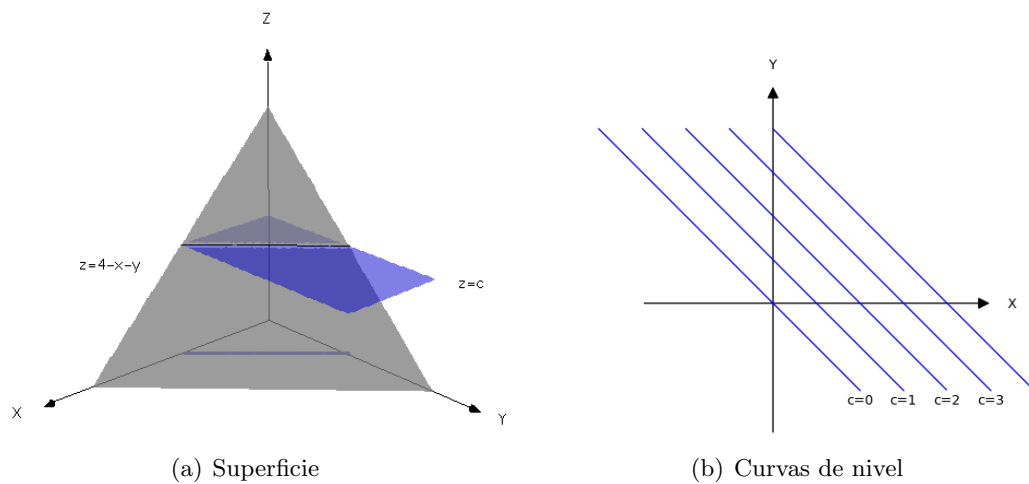 Z
z=4-x-y
z=c
X
Y
(a) Superficie
Y
X
c=0
c=1
c=2
c=3
(b) Curvas de nivel